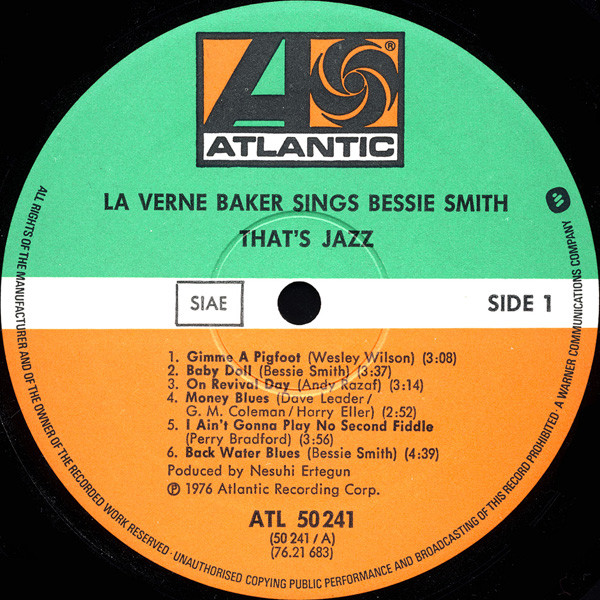 ATLANTIC
®
LA VERNE BAKER SINGS BESSIE SMITH
THAT'S JAZZ
SIAE
SIDE 1
1. Gimme A Pigfoot (Wesley Wilson) (3:08)
2. Baby Doll (Bessie Smith) (3:37)
3. On Revival Day (Andy Razaf) (3:14)
4. Money Blues (Dave Leader/
G. M. Coleman/Harry Eller) (2:52)
5. I Ain't Gonna Play No Second Fiddle
(Perry Bradford) (3:56)
6. Back Water Blues (Bessie Smith) (4:39)
Produced by Nesuhi Ertegun
℗ 1976 Atlantic Recording Corp.
ATL 50 241
(50 241 / A)
(76.21 683)
ALL RIGHTS OF THE MANUFACTURER AND OF THE OWNER OF THE RECORDED WORK RESERVED · UNAUTHORISED COPYING PUBLIC PERFORMANCE AND BROADCASTING OF THIS RECORD PROHIBITED · A WARNER COMMUNICATIONS COMPANY